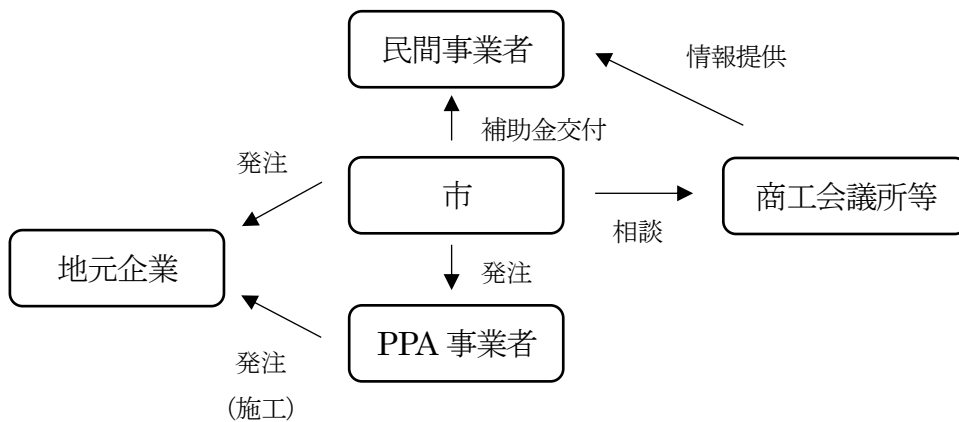 民間事業者
情報提供
補助金交付
発注
市
商工会議所等
相談
地元企業
発注
PPA 事業者
発注
(施工)